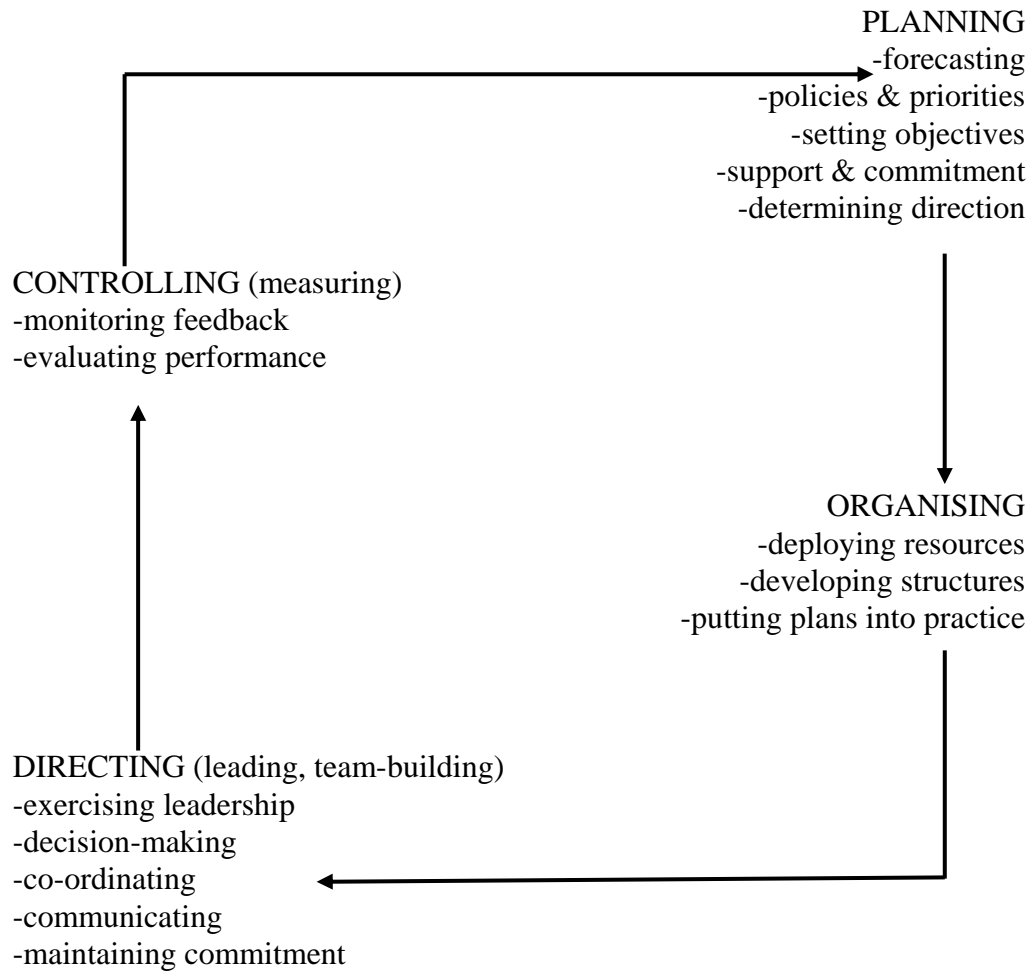 PLANNING
-forecasting
-policies & priorities
-setting objectives
-support & commitment
-determining direction
CONTROLLING (measuring)
-monitoring feedback
-evaluating performance
ORGANISING
-deploying resources
-developing structures
-putting plans into practice
DIRECTING (leading, team-building)
-exercising leadership
-decision-making
-co-ordinating
-communicating
-maintaining commitment